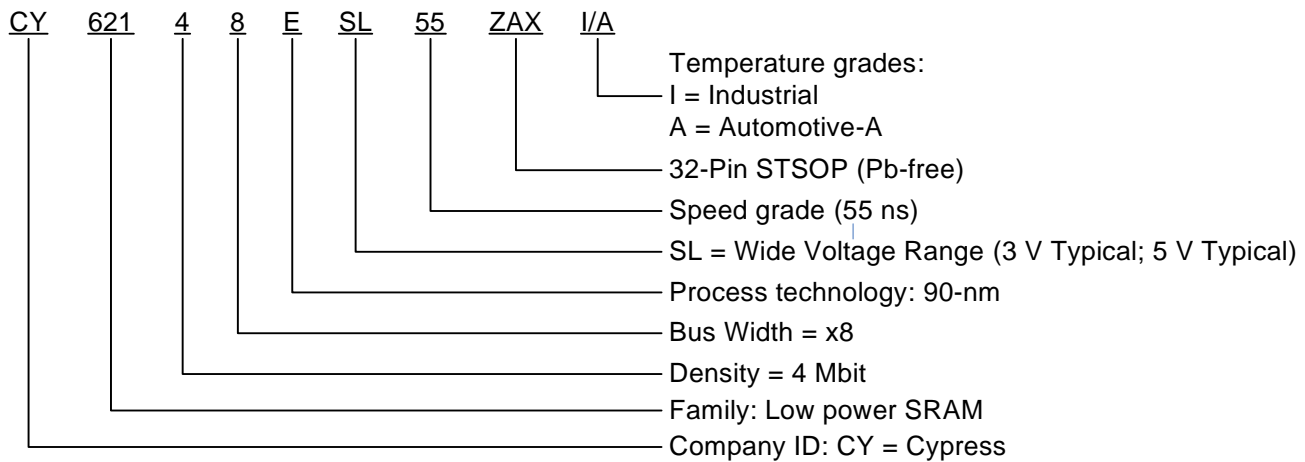 CY 621 4 8 E SL 55 ZAX I/A
Temperature grades:
I = Industrial
A = Automotive-A
32-Pin STSOP (Pb-free)
Speed grade (55 ns)
SL = Wide Voltage Range (3 V Typical; 5 V Typical)
Process technology: 90-nm
Bus Width = x8
Density = 4 Mbit
Family: Low power SRAM
Company ID: CY = Cypress